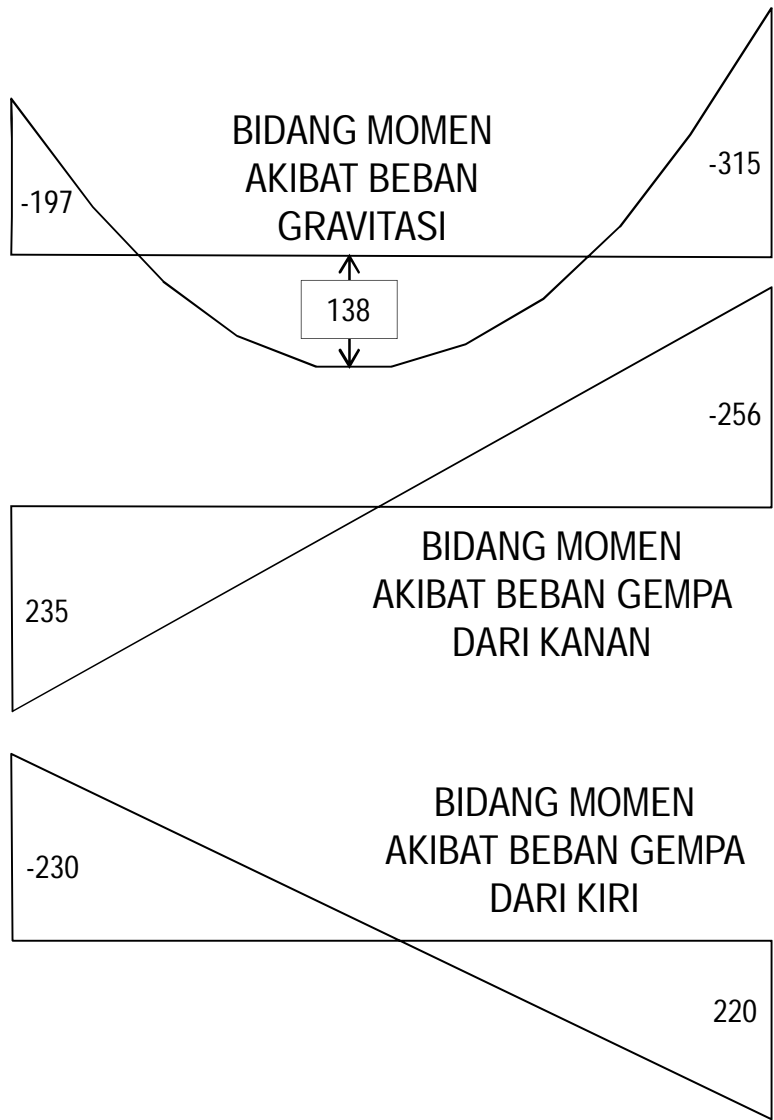 BIDANG MOMEN
AKIBAT BEBAN
GRAVITASI
-197
-315
138
-256
235
BIDANG MOMEN
AKIBAT BEBAN GEMPA
DARI KANAN
-230
BIDANG MOMEN
AKIBAT BEBAN GEMPA
DARI KIRI
220